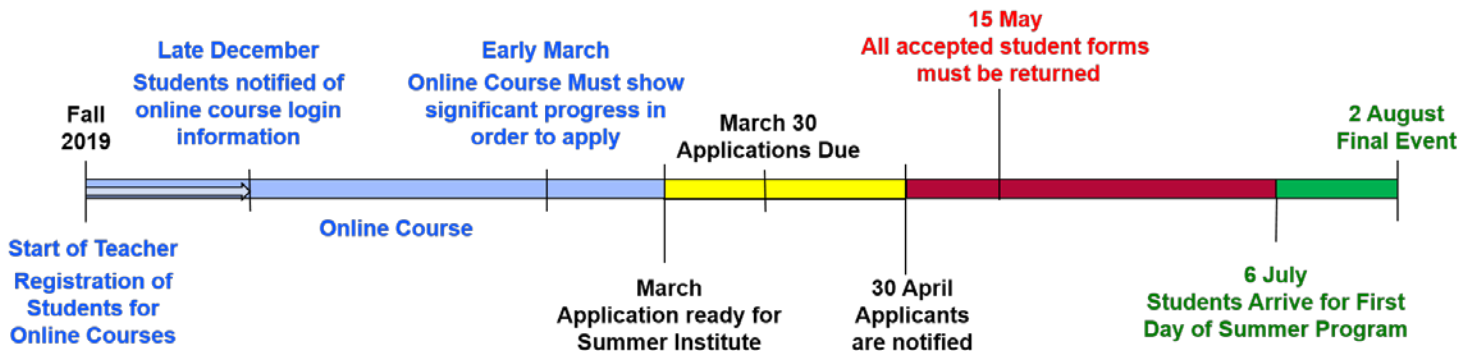 Fall
2019
Late December
Students notified of
online course login
information
Early March
Online Course Must show
significant progress in
order to apply
March 30
Applications Due
15 May
All accepted student forms
must be returned
2 August
Final Event
Start of Teacher
Registration of
Students for
Online Courses
Online Course
March
Application ready for
Summer Institute
30 April
Applicants
are notified
6 July
Students Arrive for First
Day of Summer Program